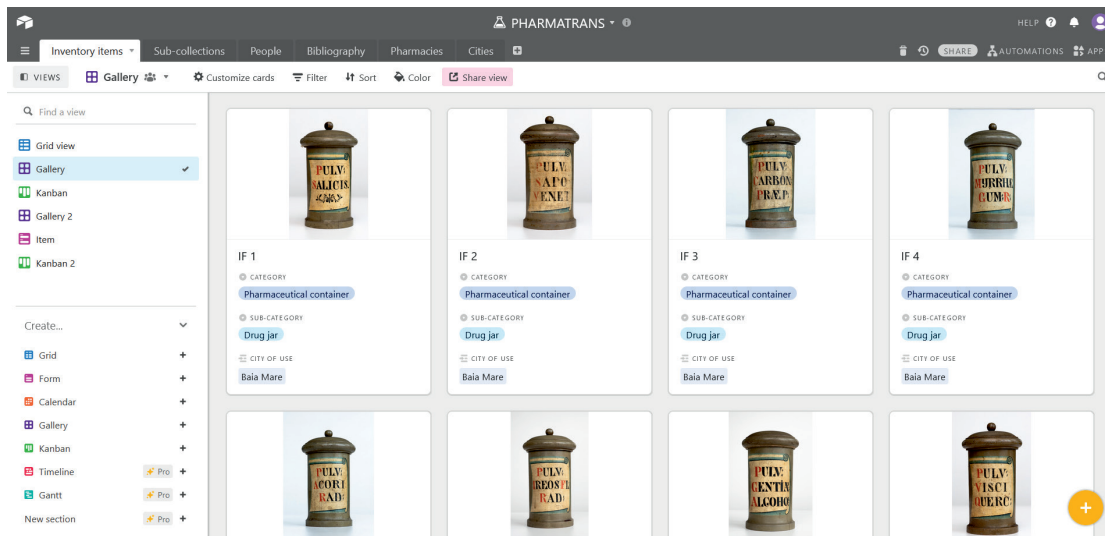 PHARMATRANS
HELP
Inventory items
Sub-collections
People
Bibliography
Pharmacies
Cities
SHARE
AUTOMATIONS
APP
VIEWS
Gallery
Customize cards
Filter
Sort
Color
Share view
Find a view
Grid view
Gallery
Kanban
Gallery 2
Item
Kanban 2
Create...
Grid
Form
Calendar
Gallery
Kanban
Timeline
Pro
Gantt
Pro
New section
Pro
PULV:
SALICIS.
IF 1
CATEGORY
Pharmaceutical container
SUB-CATEGORY
Drug jar
CITY OF USE
Baia Mare
PULV:
SAPO
VENET
IF 2
CATEGORY
Pharmaceutical container
SUB-CATEGORY
Drug jar
CITY OF USE
Baia Mare
PULV:
CARBON
PRÆP:
IF 3
CATEGORY
Pharmaceutical container
SUB-CATEGORY
Drug jar
CITY OF USE
Baia Mare
PULV:
MYRRHE
GUM:R:
IF 4
CATEGORY
Pharmaceutical container
SUB-CATEGORY
Drug jar
CITY OF USE
Baia Mare
PULV:
ACORI
RAD:
PULV:
IREOS FL
RAD:
PULV:
GENTIN
ALCOHO
PULV:
VISCI
QUERC: